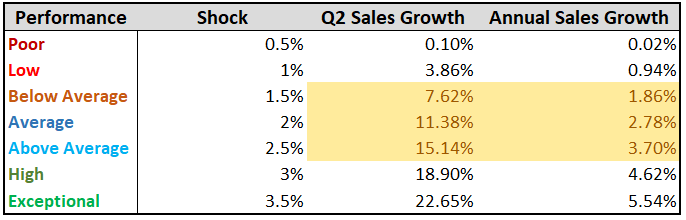 Performance Shock Q2 Sales Growth Annual Sales Growth
Poor 0.5% 0.10% 0.02%
Low 1% 3.86% 0.94%
Below Average 1.5% 7.62% 1.86%
Average 2% 11.38% 2.78%
Above Average 2.5% 15.14% 3.70%
High 3% 18.90% 4.62%
Exceptional 3.5% 22.65% 5.54%